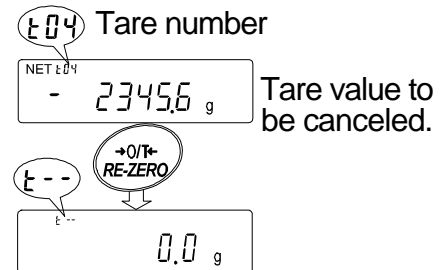 t04 Tare number
NET t04
- 2345.6 g
Tare value to
be canceled.
→0/T←
RE-ZERO
t--
t--
0.0 g